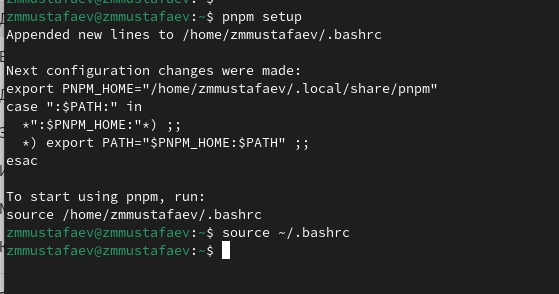 zmmustafaev@zmmustafaev:~$ pnpm setup
Appended new lines to /home/zmmustafaev/.bashrc

Next configuration changes were made:
export PNPM_HOME="/home/zmmustafaev/.local/share/pnpm"
case ":$PATH:" in
  *":$PNPM_HOME:"*) ;;
  *) export PATH="$PNPM_HOME:$PATH" ;;
esac

To start using pnpm, run:
source /home/zmmustafaev/.bashrc
zmmustafaev@zmmustafaev:~$ source ~/.bashrc
zmmustafaev@zmmustafaev:~$